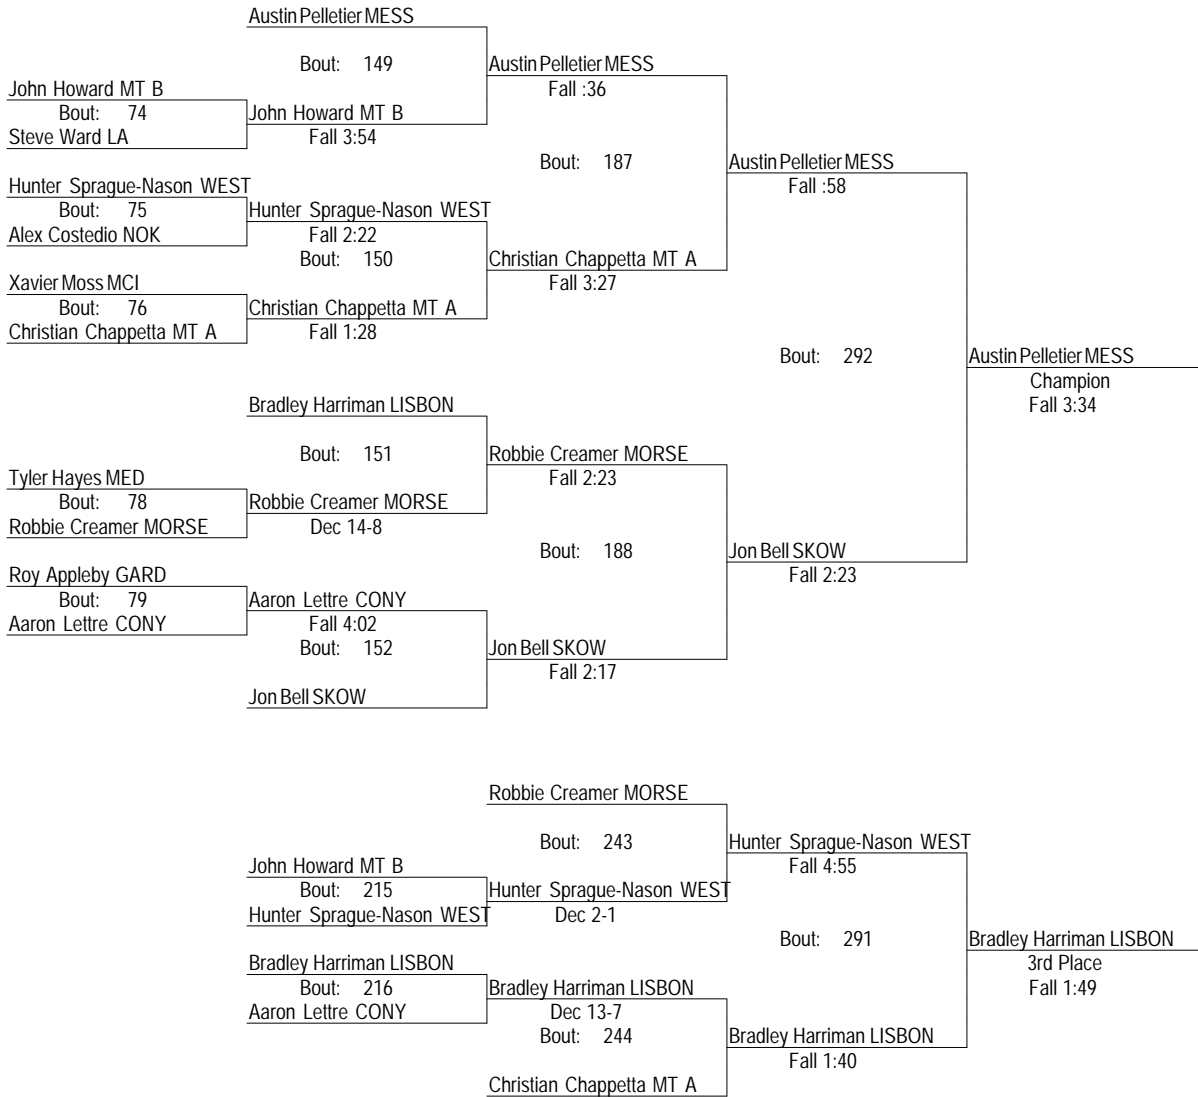 Austin Pelletier MESS
Bout: 149
Austin Pelletier MESS
Fall :36
John Howard MT B
Bout: 74
John Howard MT B
Steve Ward LA
Fall 3:54
Bout: 187
Austin Pelletier MESS
Fall :58
Hunter Sprague-Nason WEST
Bout: 75
Hunter Sprague-Nason WEST
Alex Costedio NOK
Fall 2:22
Bout: 150
Christian Chappetta MT A
Fall 3:27
Xavier Moss MCI
Bout: 76
Christian Chappetta MT A
Christian Chappetta MT A
Fall 1:28
Bout: 292
Austin Pelletier MESS
Champion
Fall 3:34
Bradley Harriman LISBON
Bout: 151
Robbie Creamer MORSE
Fall 2:23
Tyler Hayes MED
Bout: 78
Robbie Creamer MORSE
Robbie Creamer MORSE
Dec 14-8
Bout: 188
Jon Bell SKOW
Fall 2:23
Roy Appleby GARD
Bout: 79
Aaron Lettre CONY
Aaron Lettre CONY
Fall 4:02
Bout: 152
Jon Bell SKOW
Fall 2:17
Jon Bell SKOW
Robbie Creamer MORSE
Bout: 243
Hunter Sprague-Nason WEST
Fall 4:55
John Howard MT B
Bout: 215
Hunter Sprague-Nason WEST
Hunter Sprague-Nason WEST
Dec 2-1
Bout: 291
Bradley Harriman LISBON
3rd Place
Fall 1:49
Bradley Harriman LISBON
Bout: 216
Bradley Harriman LISBON
Aaron Lettre CONY
Dec 13-7
Bout: 244
Bradley Harriman LISBON
Fall 1:40
Christian Chappetta MT A